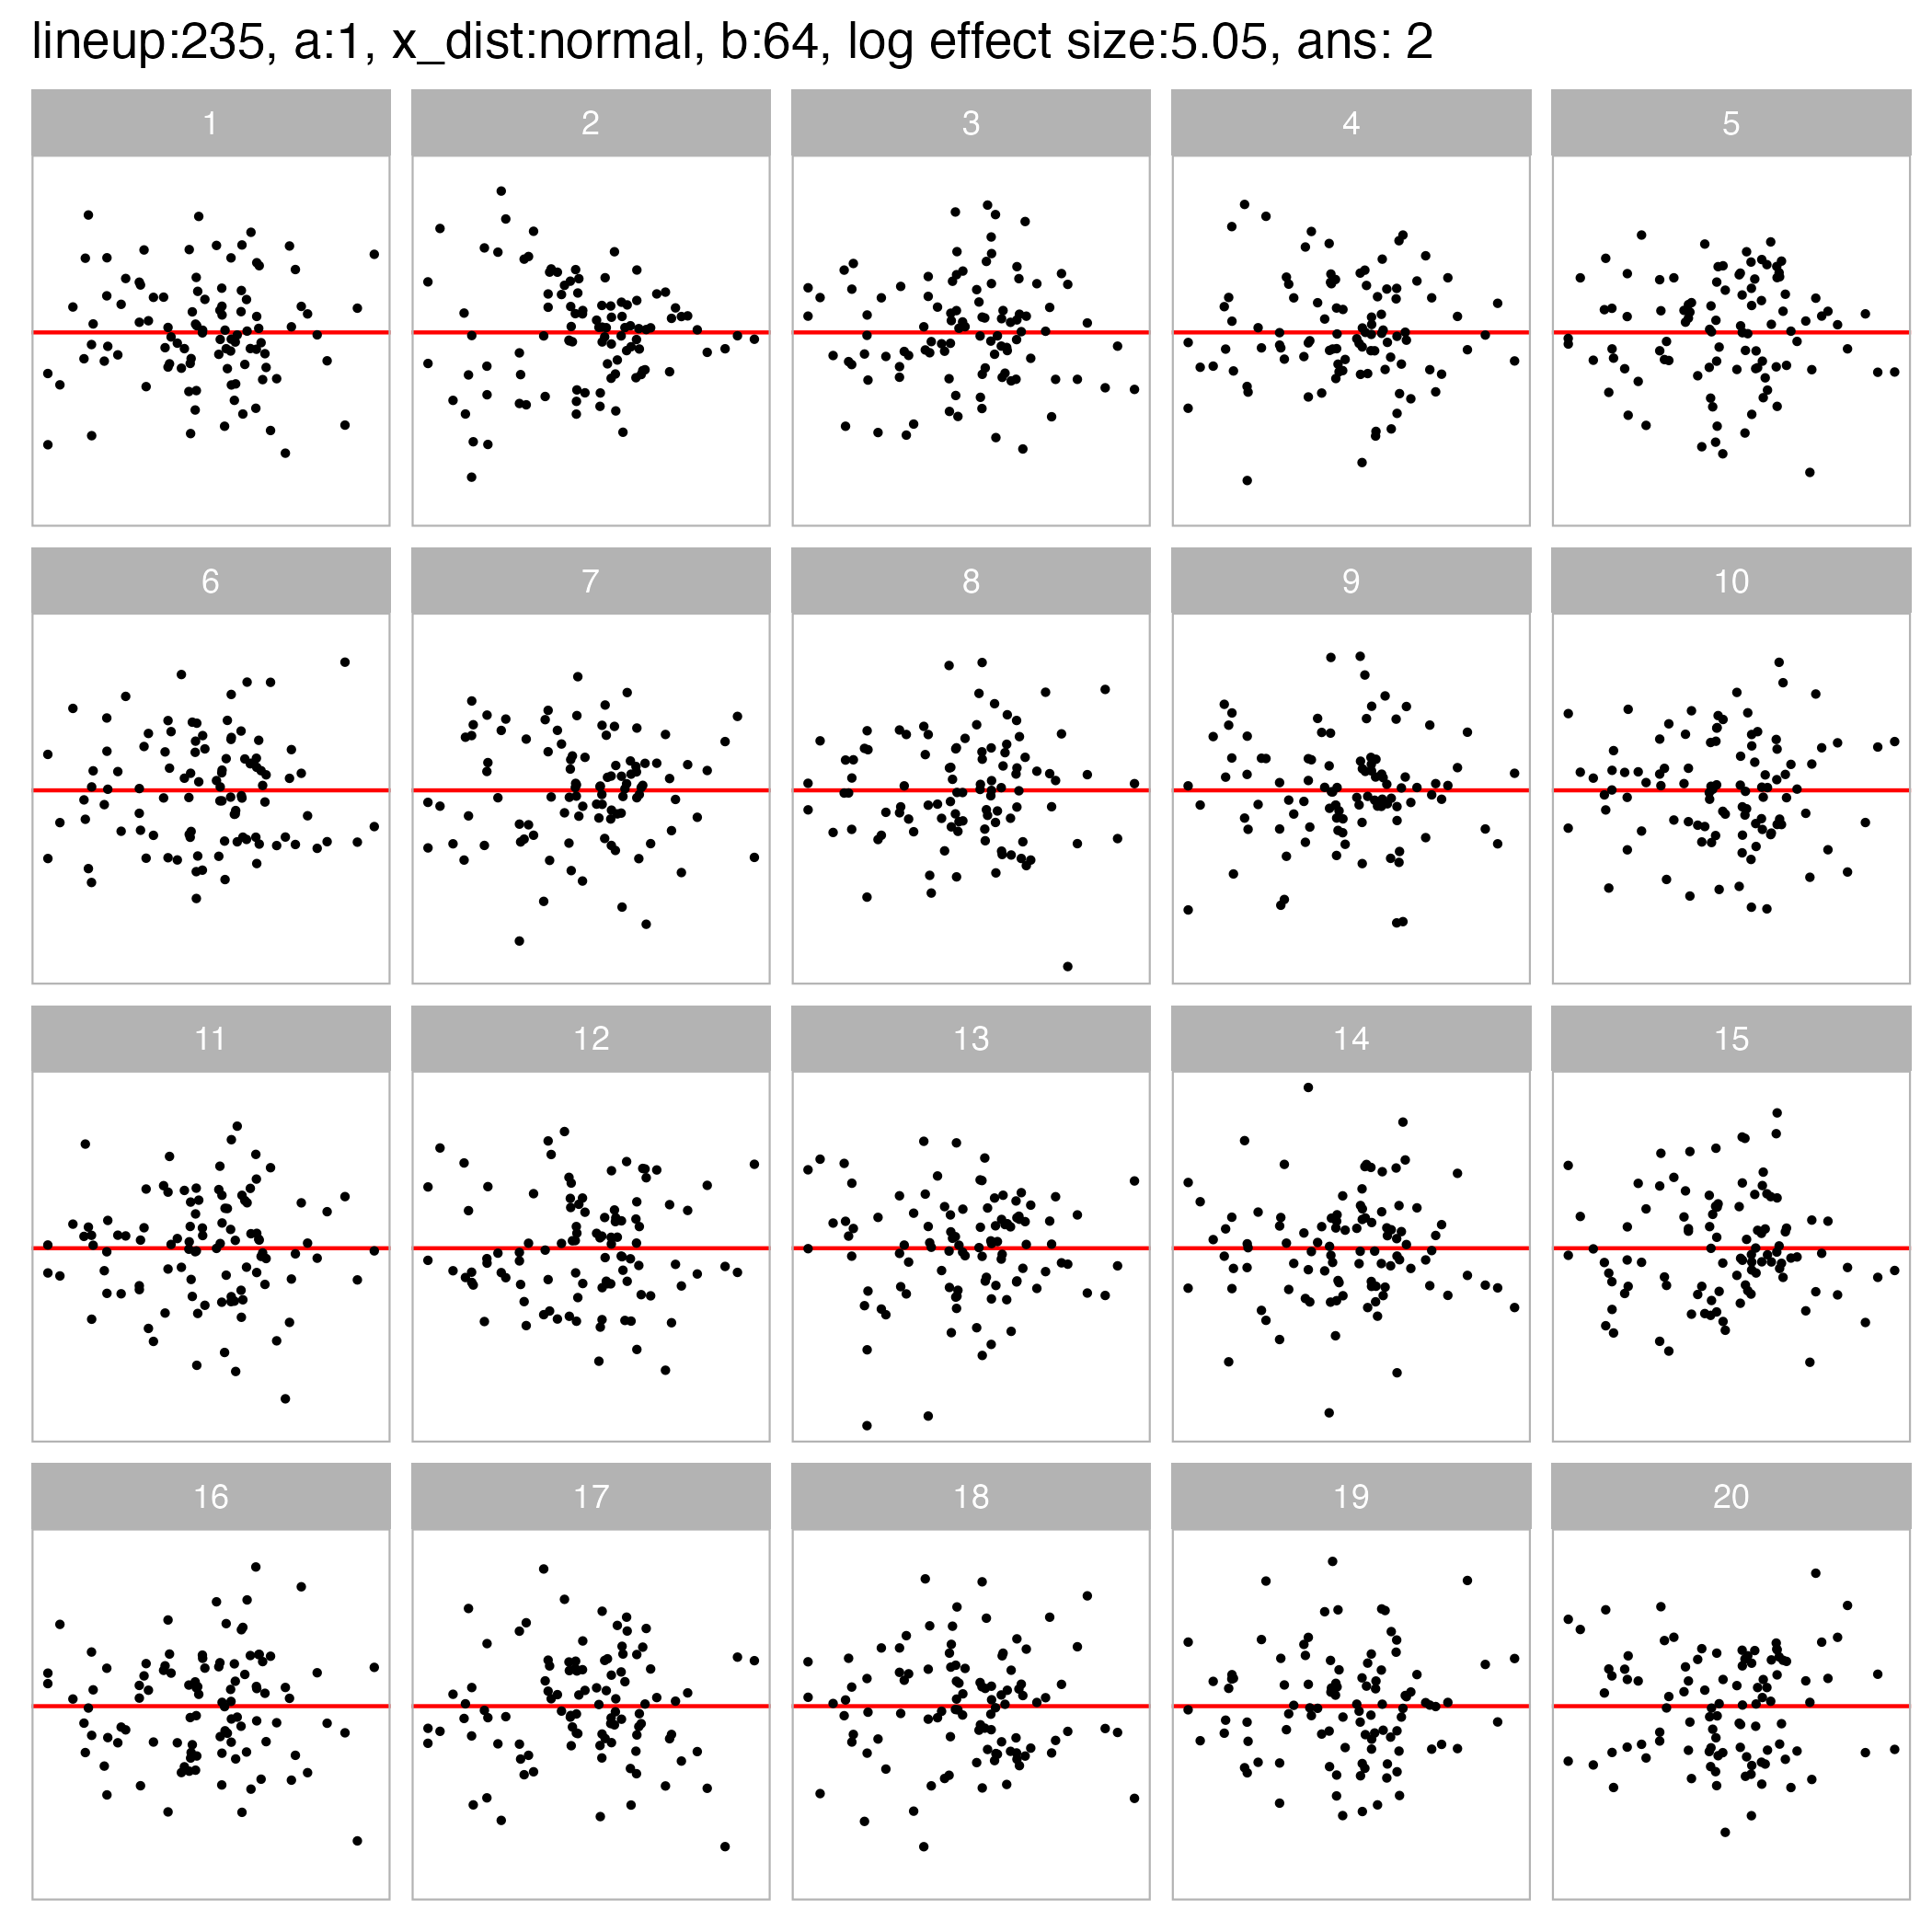 lineup:235, a:1, x_dist:normal, b:64, log effect size:5.05, ans: 2
1 2 3 4 5
6 7 8 9 10
11 12 13 14 15
16 17 18 19 20